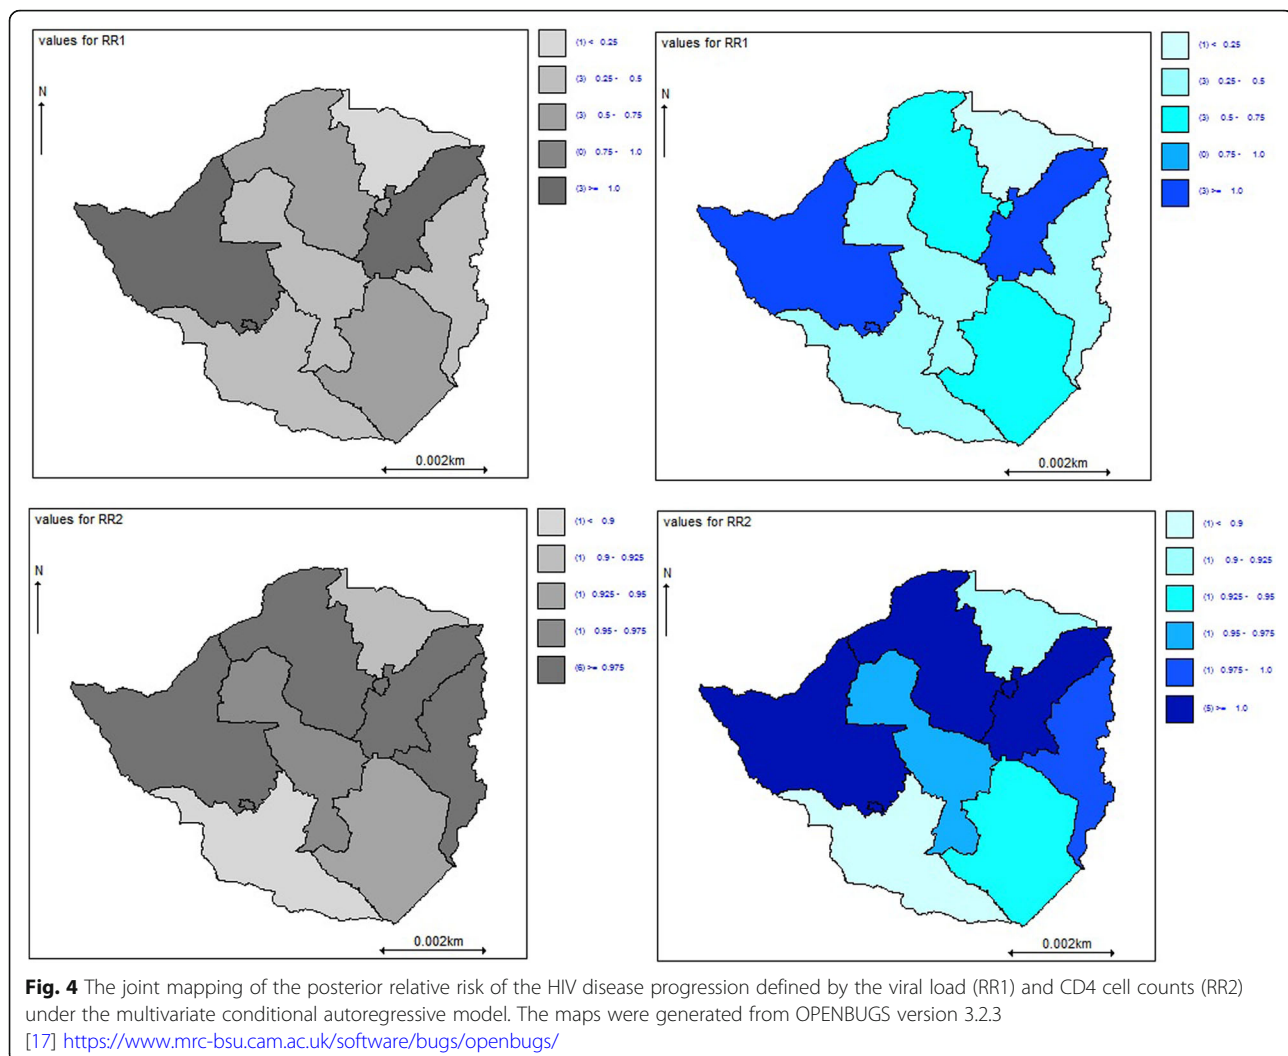 values for RR1
N
0.002km
(1) < 0.25
(3) 0.25 - 0.5
(3) 0.5 - 0.75
(0) 0.75 - 1.0
(3) >= 1.0
values for RR1
N
0.002km
(1) < 0.25
(3) 0.25 - 0.5
(3) 0.5 - 0.75
(0) 0.75 - 1.0
(3) >= 1.0
values for RR2
N
0.002km
(1) < 0.9
(1) 0.9 - 0.925
(1) 0.925 - 0.95
(1) 0.95 - 0.975
(6) >= 0.975
values for RR2
N
0.002km
(1) < 0.9
(1) 0.9 - 0.925
(1) 0.925 - 0.95
(1) 0.95 - 0.975
(1) 0.975 - 1.0
(5) >= 1.0
Fig. 4 The joint mapping of the posterior relative risk of the HIV disease progression defined by the viral load (RR1) and CD4 cell counts (RR2)
under the multivariate conditional autoregressive model. The maps were generated from OPENBUGS version 3.2.3
[17] https://www.mrc-bsu.cam.ac.uk/software/bugs/openbugs/